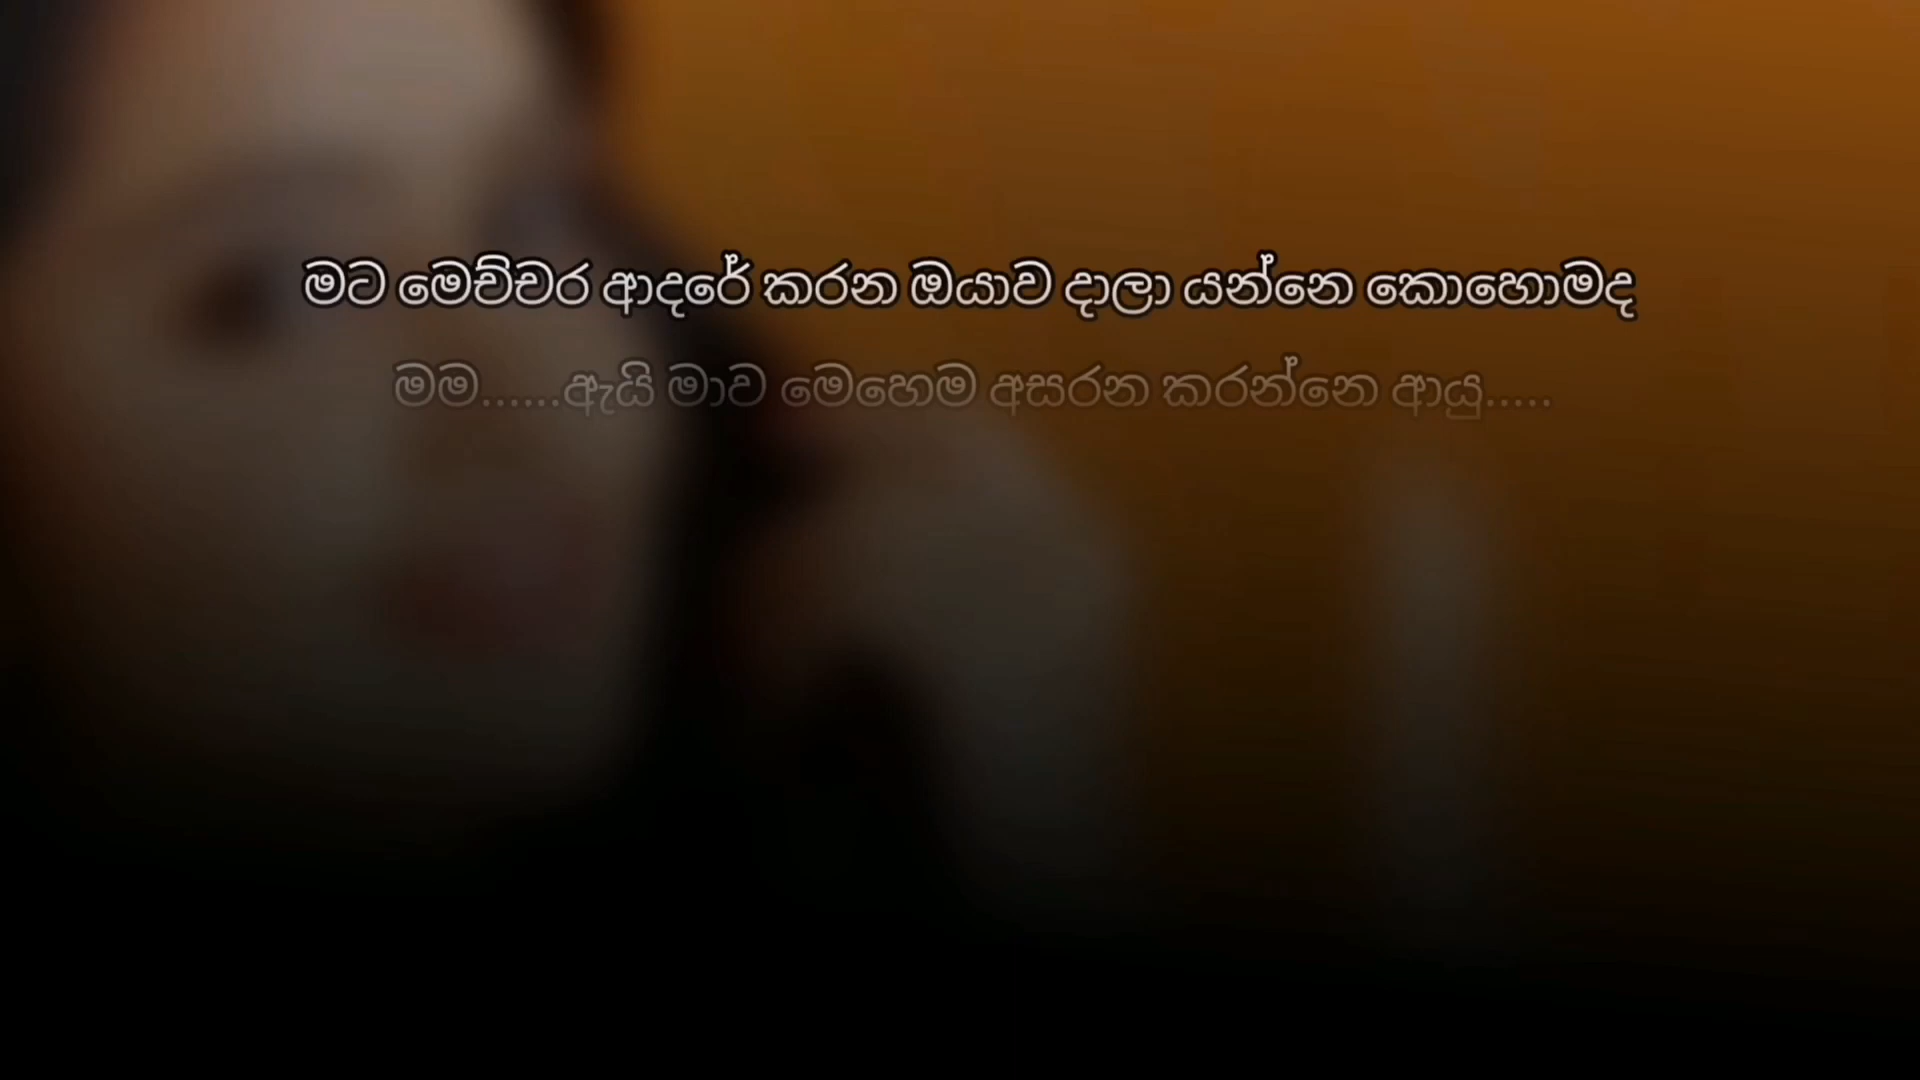 මට මෙච්චර ආදරේ කරන ඔයාව දාලා යන්නෙ කොහොමද
මම......ඇයි මාව මෙහෙම අසරන කරන්නෙ ආයු.....